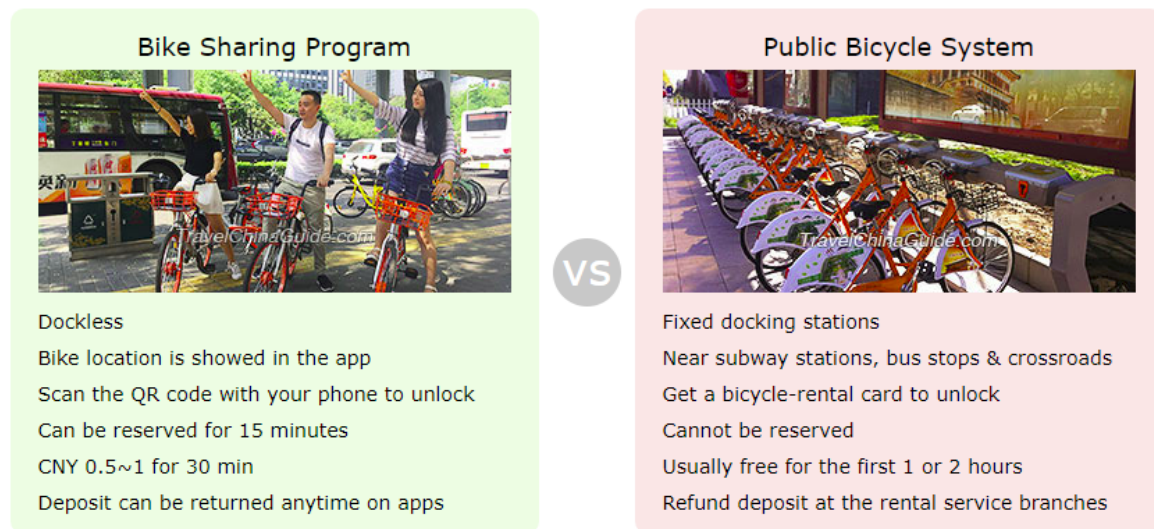 Bike Sharing Program
TravelChinaGuide.com
Dockless
Bike location is showed in the app
Scan the QR code with your phone to unlock
Can be reserved for 15 minutes
CNY 0.5~1 for 30 min
Deposit can be returned anytime on apps
VS
Public Bicycle System
TravelChinaGuide.com
Fixed docking stations
Near subway stations, bus stops & crossroads
Get a bicycle-rental card to unlock
Cannot be reserved
Usually free for the first 1 or 2 hours
Refund deposit at the rental service branches